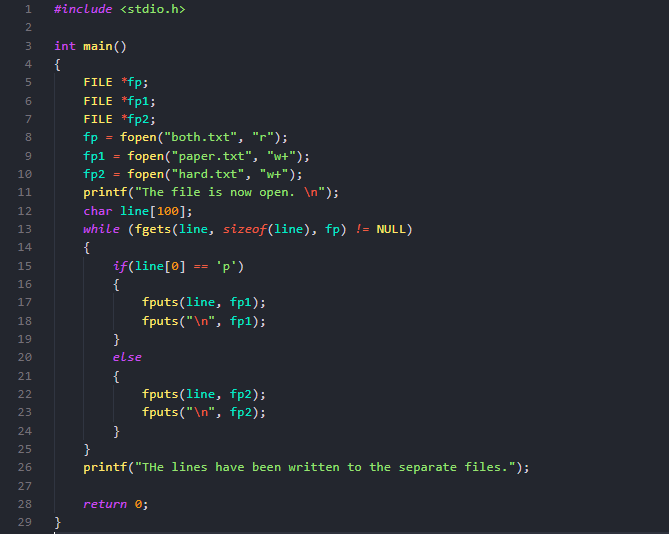 1 #include <stdio.h>
2
3 int main()
4 {
5     FILE *fp;
6     FILE *fp1;
7     FILE *fp2;
8     fp = fopen("both.txt", "r");
9     fp1 = fopen("paper.txt", "w+");
10     fp2 = fopen("hard.txt", "w+");
11     printf("The file is now open. \n");
12     char line[100];
13     while (fgets(line, sizeof(line), fp) != NULL)
14     {
15         if(line[0] == 'p')
16         {
17             fputs(line, fp1);
18             fputs("\n", fp1);
19         }
20         else
21         {
22             fputs(line, fp2);
23             fputs("\n", fp2);
24         }
25     }
26     printf("THe lines have been written to the separate files.");
27
28     return 0;
29 }